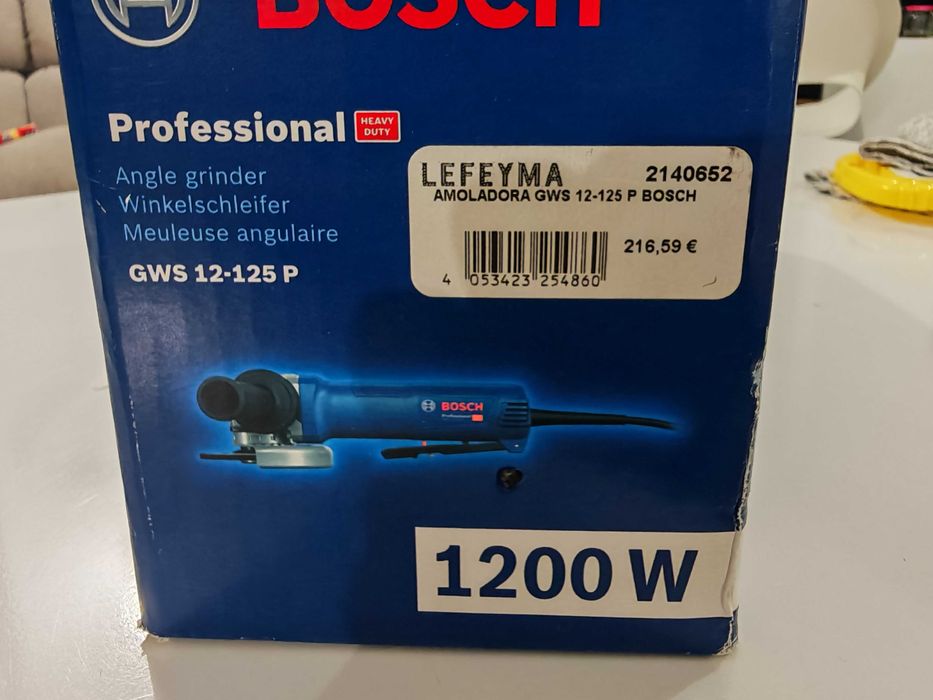 BOSCH
Professional HEAVY DUTY
Angle grinder
Winkelschleifer
Meuleuse angulaire
GWS 12-125 P
LEFEYMA 2140652
AMOLADORA GWS 12-125 P BOSCH
216,59 €
4 053423 254860
BOSCH
Professional
1200 W